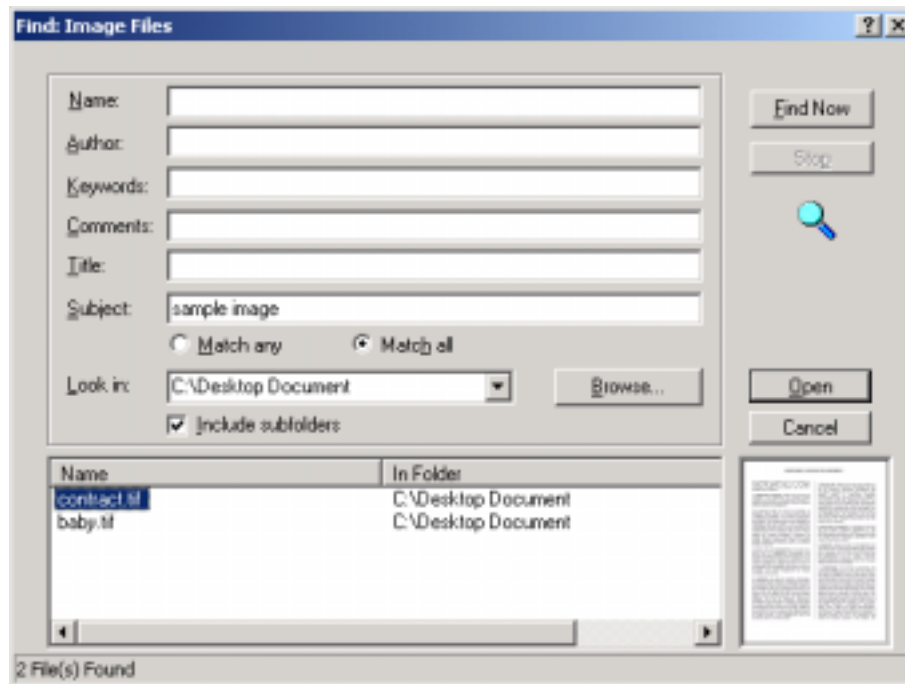 Find: Image Files
Name:
Find Now
Author:
Stop
Keywords:
Comments:
Title:
Subject: sample image
Match any Match all
Look in: C:\Desktop Document Browse... Open
Include subfolders Cancel
Name In Folder
contract.tif C:\Desktop Document
baby.tif C:\Desktop Document
2 File(s) Found